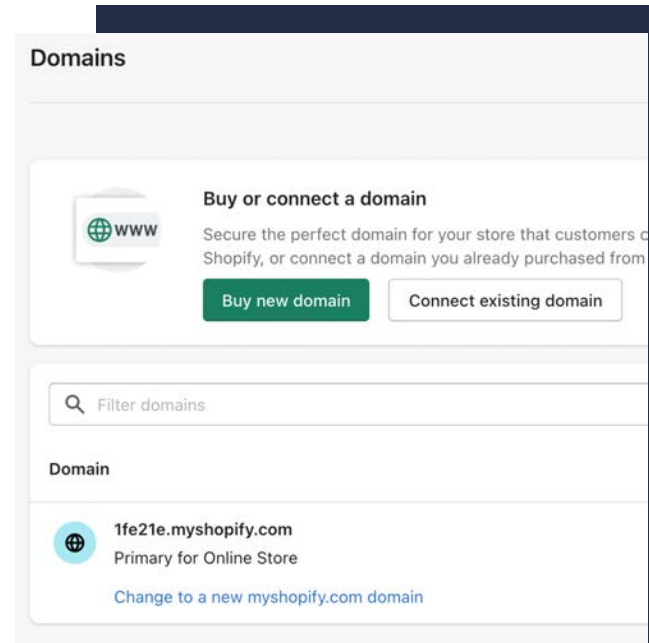 Domains
www
Buy or connect a domain
Secure the perfect domain for your store that customers
Shopify, or connect a domain you already purchased from
Buy new domain
Connect existing domain
Filter domains
Domain
1fe21e.myshopify.com
Primary for Online Store
Change to a new myshopify.com domain